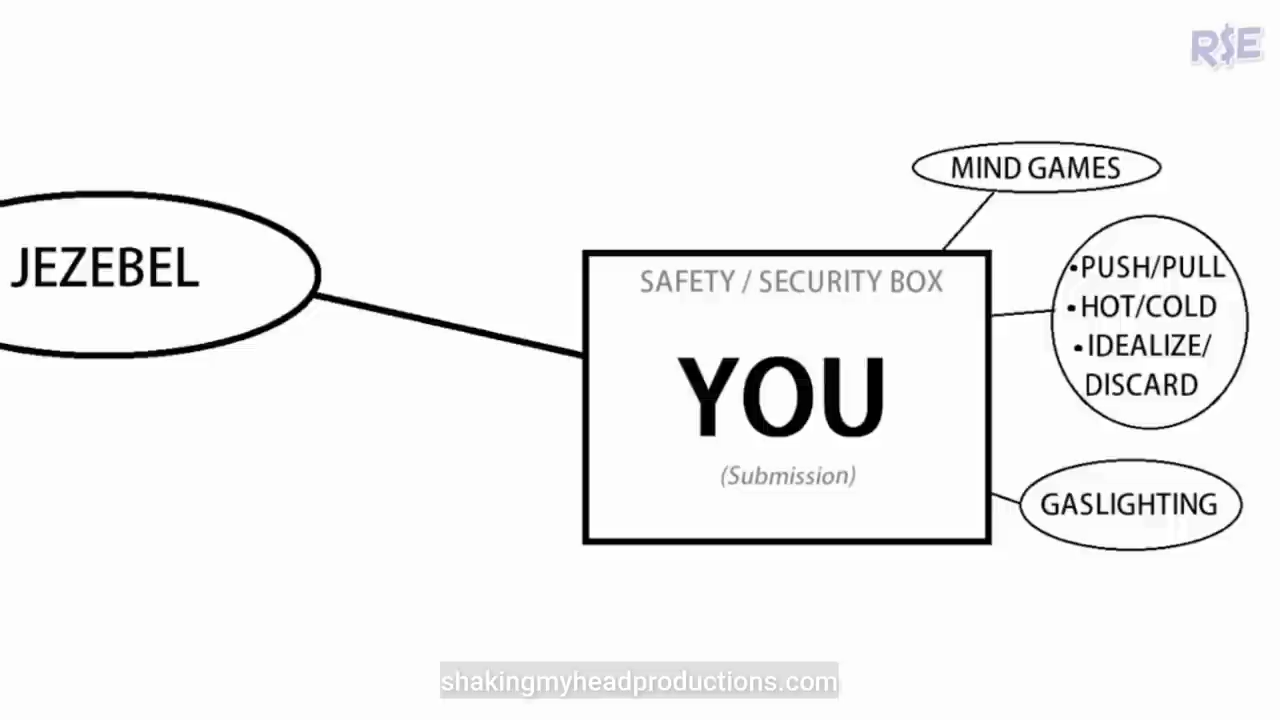 R$E
MIND GAMES
JEZEBEL
SAFETY / SECURITY BOX
YOU
(Submission)
•PUSH/PULL
•HOT/COLD
•IDEALIZE/
DISCARD
GASLIGHTING
shakingmyheadproductions.com